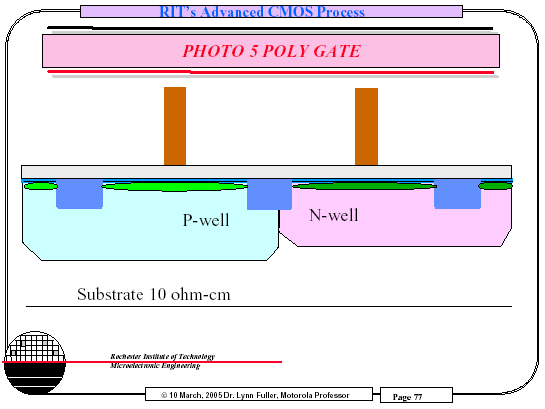 RIT's Advanced CMOS Process
PHOTO 5 POLY GATE
P-well
N-well
Substrate 10 ohm-cm
Rochester Institute of Technology
Microelectronic Engineering
© 10 March, 2005 Dr. Lynn Fuller, Motorola Professor
Page 77